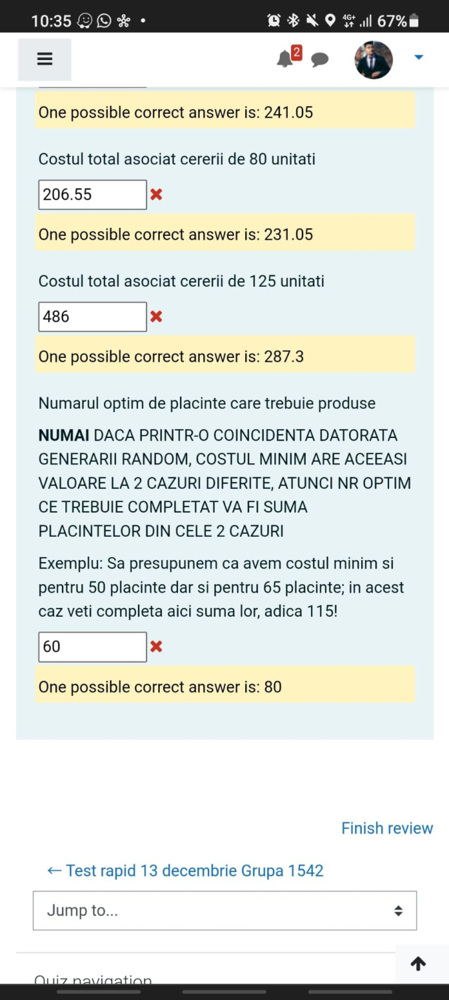 10:35
4G+
67%
2
One possible correct answer is: 241.05
Costul total asociat cererii de 80 unitati
206.55
One possible correct answer is: 231.05
Costul total asociat cererii de 125 unitati
486
One possible correct answer is: 287.3
Numarul optim de placinte care trebuie produse
NUMAI DACA PRINTR-O COINCIDENTA DATORATA
GENERARII RANDOM, COSTUL MINIM ARE ACEEASI
VALOARE LA 2 CAZURI DIFERITE, ATUNCI NR OPTIM
CE TREBUIE COMPLETAT VA FI SUMA
PLACINTELOR DIN CELE 2 CAZURI
Exemplu: Sa presupunem ca avem costul minim si
pentru 50 placinte dar si pentru 65 placinte; in acest
caz veti completa aici suma lor, adica 115!
60
One possible correct answer is: 80
Finish review
← Test rapid 13 decembrie Grupa 1542
Jump to...
Quiz navigation